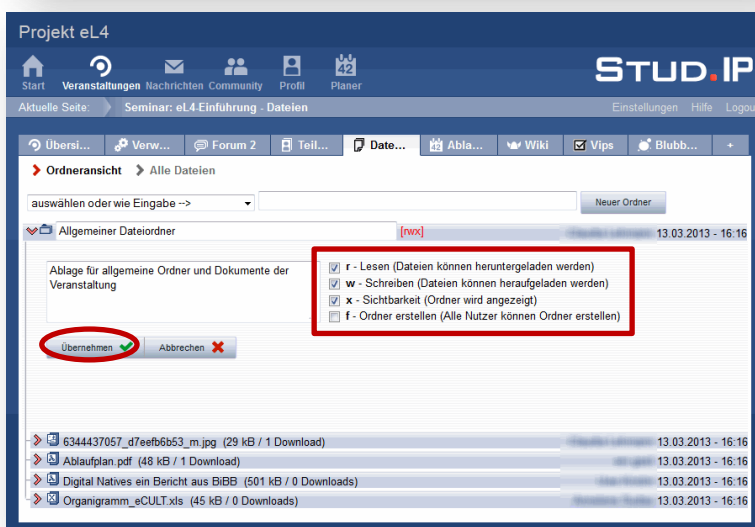 Projekt eL4
Start Veranstaltungen Nachrichten Community Profil Planer
42
STUD.IP
Aktuelle Seite: Seminar: eL4-Einführung - Dateien Einstellungen Hilfe Logou
Übersi... Verw... Forum 2 Teil... Date... Abla... Wiki Vips Blubb... +
Ordneransicht Alle Dateien
auswählen oder wie Eingabe --> Neuer Ordner
Allgemeiner Dateiordner [rwx] 13.03.2013 - 16:16
Ablage für allgemeine Ordner und Dokumente der
Veranstaltung
r - Lesen (Dateien können heruntergeladen werden)
w - Schreiben (Dateien können heraufgeladen werden)
x - Sichtbarkeit (Ordner wird angezeigt)
f - Ordner erstellen (Alle Nutzer können Ordner erstellen)
Übernehmen Abbrechen
6344437057_d7eefb6b53_m.jpg (29 kB / 1 Download) 13.03.2013 - 16:16
Ablaufplan.pdf (48 kB / 1 Download) 13.03.2013 - 16:16
Digital Natives ein Bericht aus BiBB (501 kB / 0 Downloads) 13.03.2013 - 16:16
Organigramm_eCULT.xls (45 kB / 0 Downloads) 13.03.2013 - 16:16